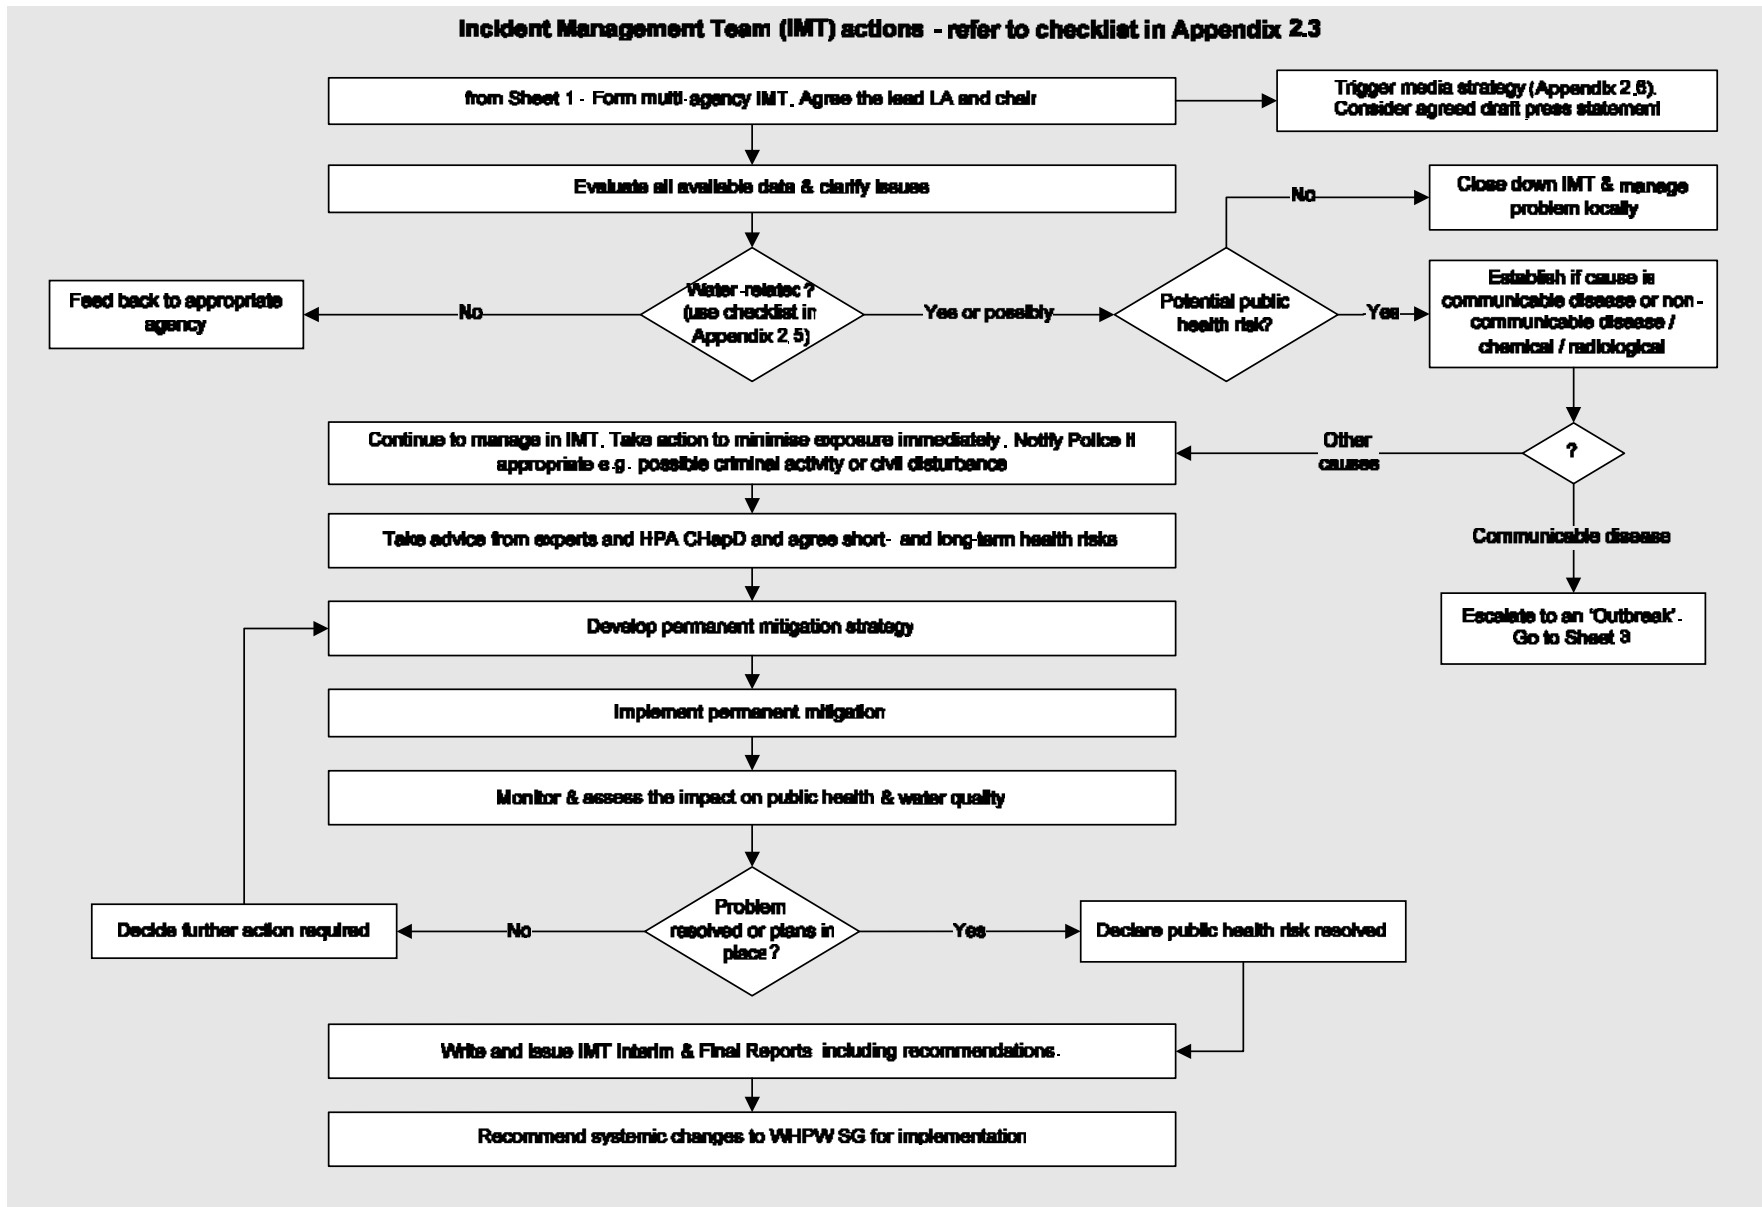 Incident Management Team (IMT) actions - refer to checklist in Appendix 2.3
from Sheet 1 - Form multi-agency IMT. Agree the lead LA and chair
Trigger media strategy (Appendix 2.6).
Consider agreed draft press statement
Evaluate all available data & clarify issues
No
Close down IMT & manage
problem locally
Feed back to appropriate
agency
No
Water-related?
(use checklist in
Appendix 2.5)
Yes or possibly
Potential public
health risk?
Yes
Establish if cause is
communicable disease or non-
communicable disease /
chemical / radiological
Continue to manage in IMT. Take action to minimise exposure immediately. Notify Police if
appropriate e.g. possible criminal activity or civil disturbance
Other
causes
?
Take advice from experts and HPA CHapD and agree short- and long-term health risks
Communicable disease
Develop permanent mitigation strategy
Escalate to an 'Outbreak'.
Go to Sheet 3
Implement permanent mitigation
Monitor & assess the impact on public health & water quality
Decide further action required
No
Problem
resolved or plans in
place?
Yes
Declare public health risk resolved
Write and issue IMT Interim & Final Reports including recommendations.
Recommend systemic changes to WHPW SG for implementation